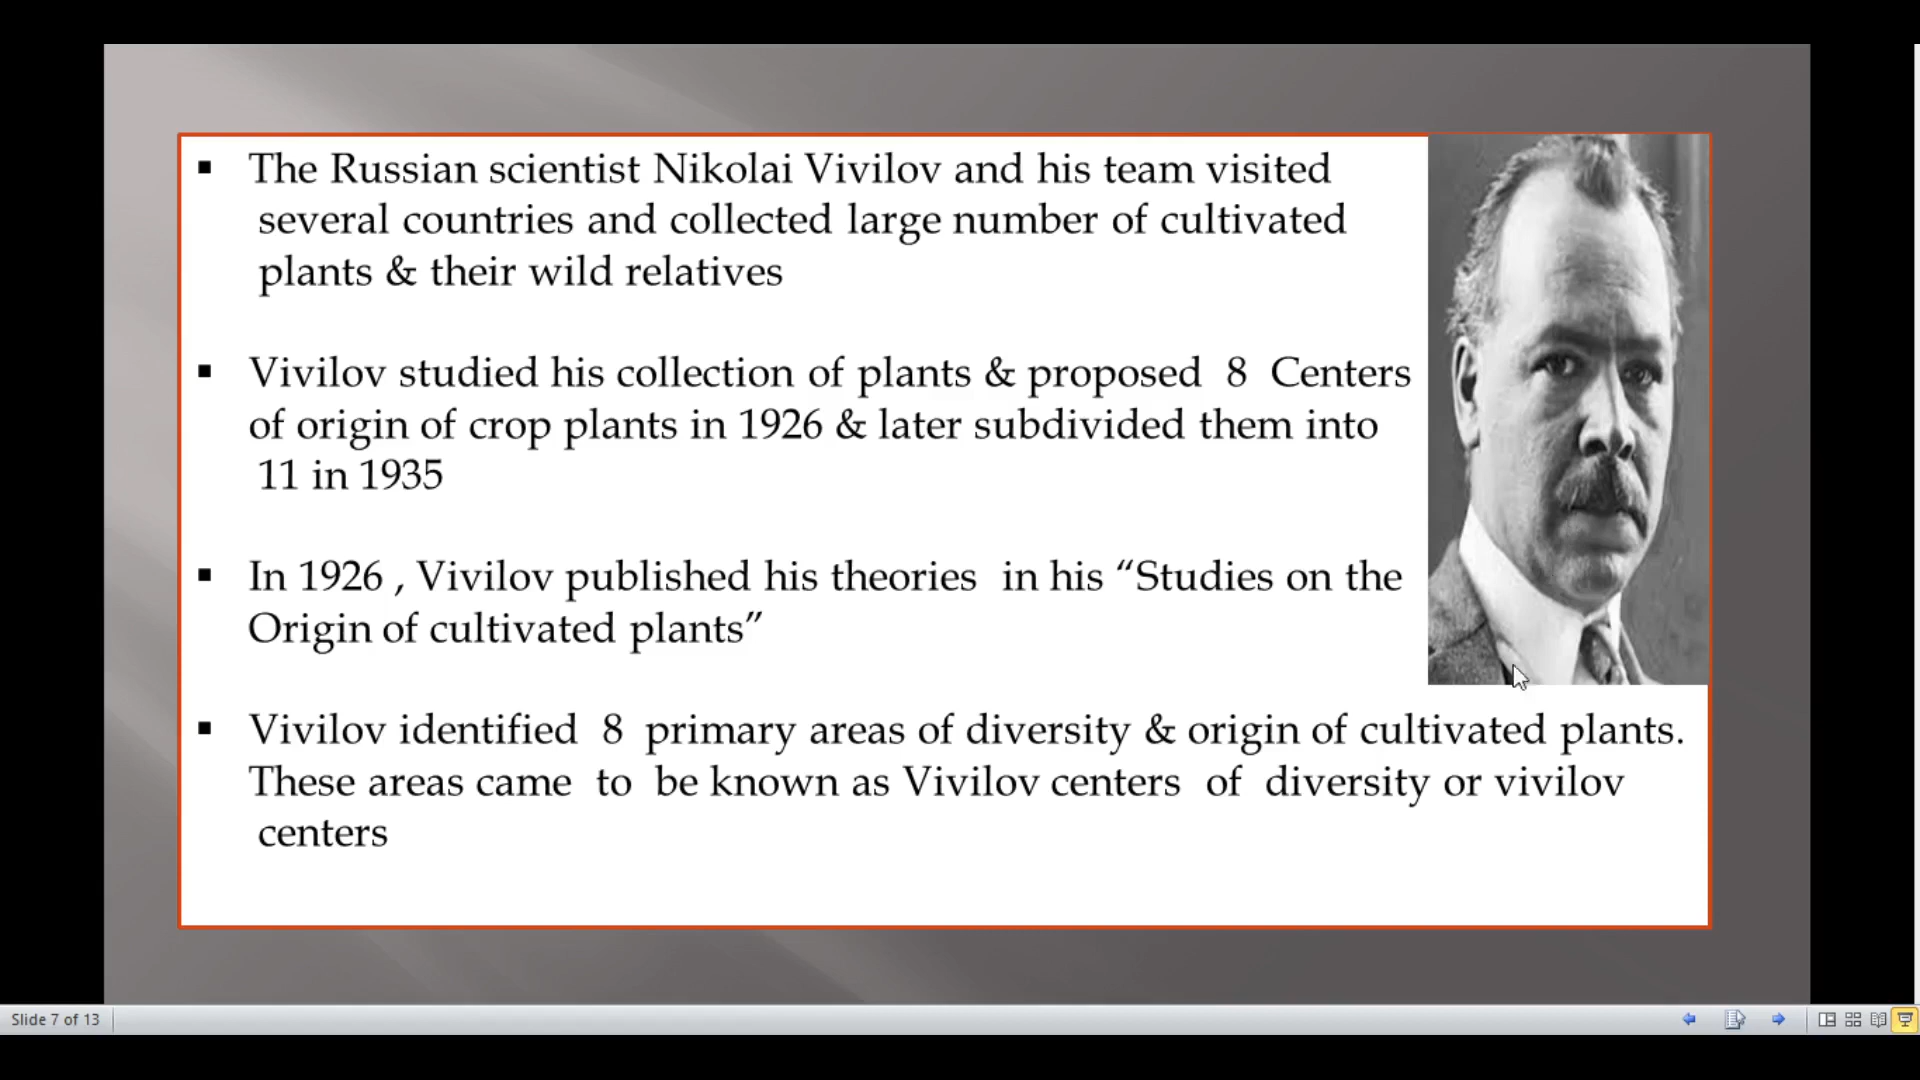 ▪ The Russian scientist Nikolai Vivilov and his team visited
several countries and collected large number of cultivated
plants & their wild relatives
▪ Vivilov studied his collection of plants & proposed 8 Centers
of origin of crop plants in 1926 & later subdivided them into
11 in 1935
▪ In 1926 , Vivilov published his theories in his “Studies on the
Origin of cultivated plants”
▪ Vivilov identified 8 primary areas of diversity & origin of cultivated plants.
These areas came to be known as Vivilov centers of diversity or vivilov
centers
Slide 7 of 13